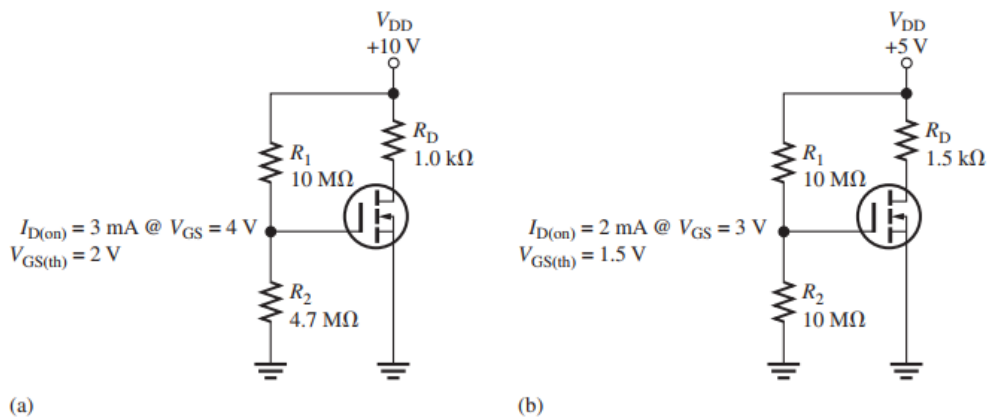 V_DD
+10 V
R_D
1.0 kΩ
R_1
10 MΩ
I_D(on) = 3 mA @ V_GS = 4 V
V_GS(th) = 2 V
R_2
4.7 MΩ
(a)
V_DD
+5 V
R_D
1.5 kΩ
R_1
10 MΩ
I_D(on) = 2 mA @ V_GS = 3 V
V_GS(th) = 1.5 V
R_2
10 MΩ
(b)